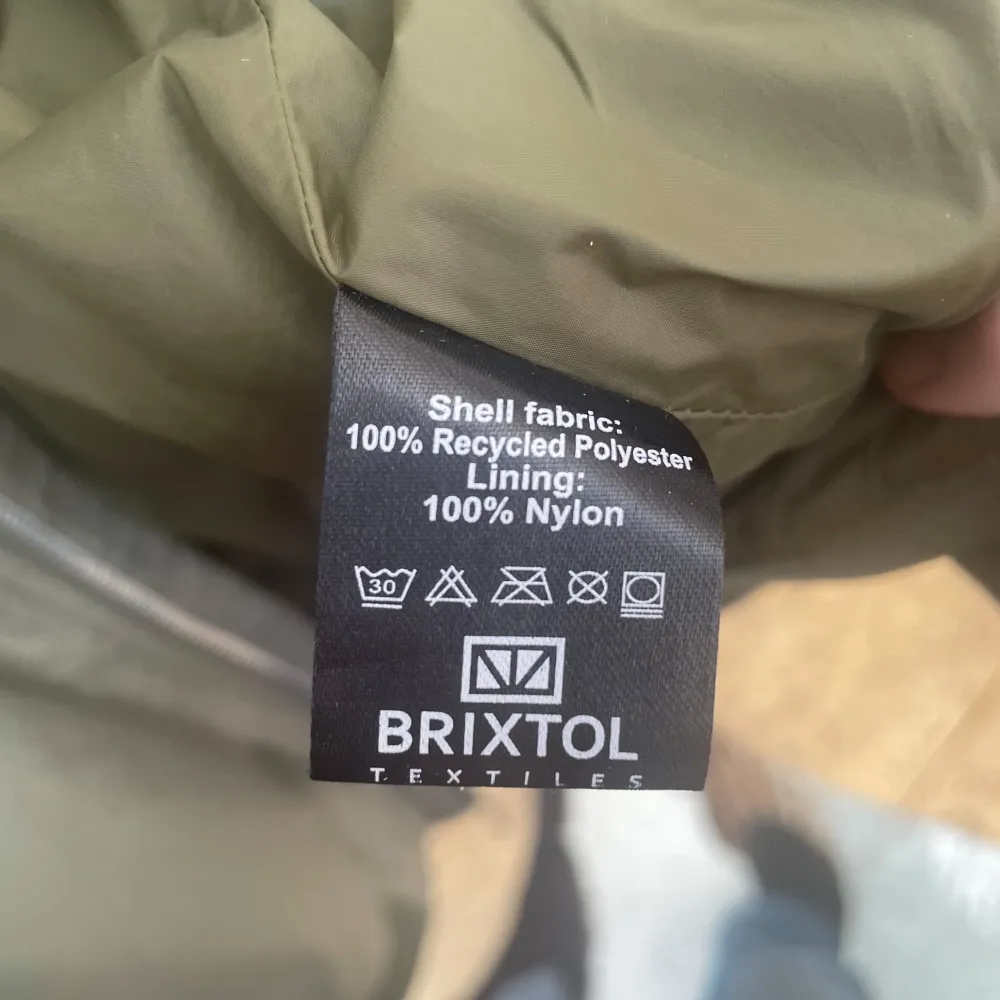 Shell fabric:
100% Recycled Polyester
Lining:
100% Nylon
30
BRIXTOL
TEXTILES